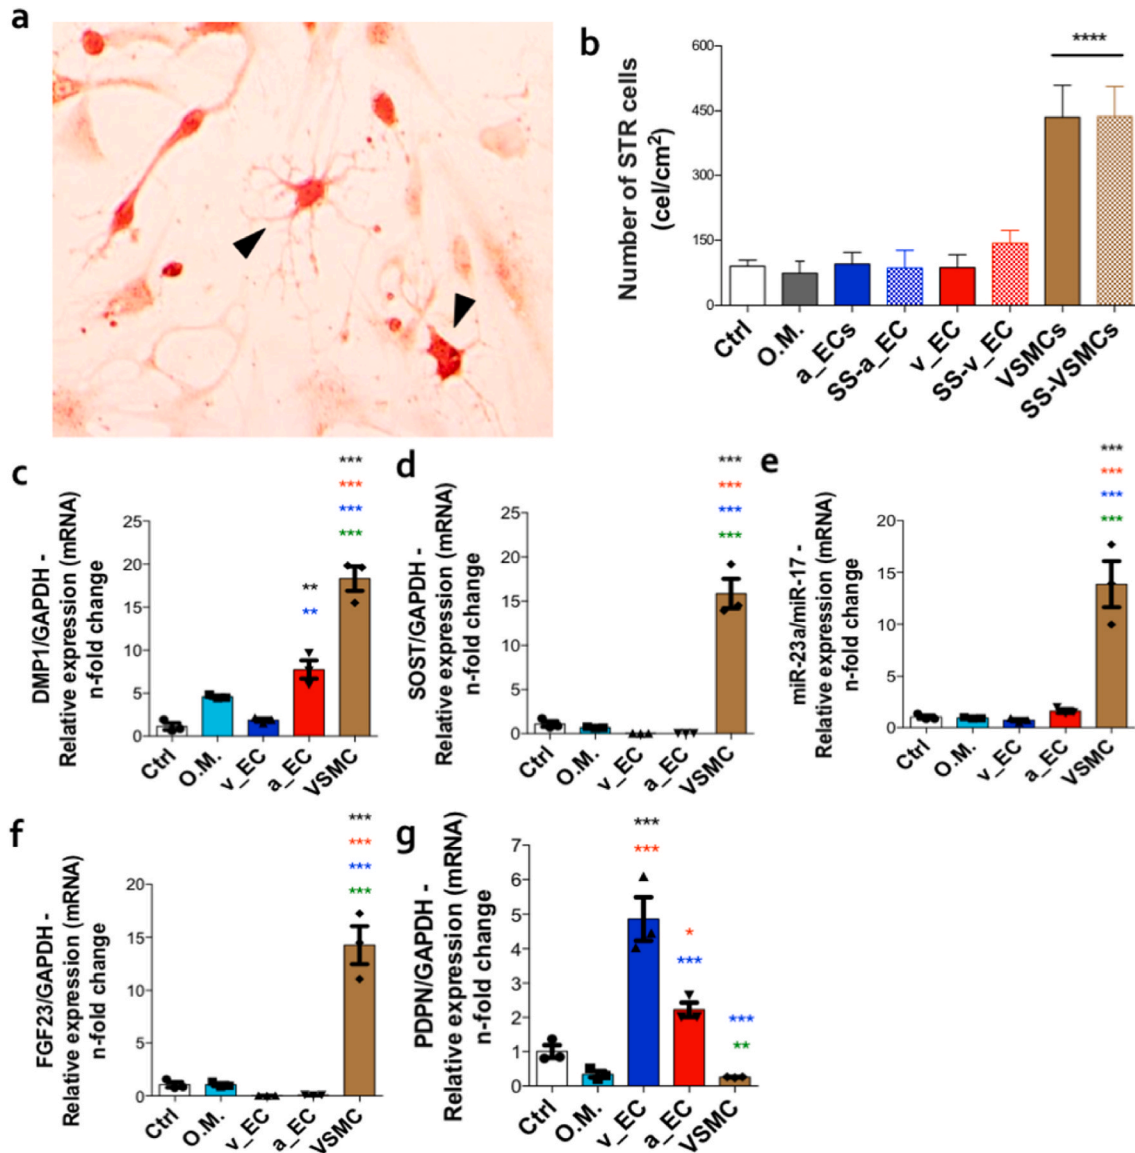 a
b
Number of STR cells
(cel/cm²)
600
450
300
150
0
****
Ctrl
O.M.
a_ECs
SS-a_EC
v_EC
SS-v_EC
VSMCs
SS-VSMCs
c
DMP1/GAPDH -
Relative expression (mRNA)
n-fold change
25
20
15
10
5
0
**
**
***
***
***
***
Ctrl
O.M.
v_EC
a_EC
VSMC
d
SOST/GAPDH -
Relative expression (mRNA)
n-fold change
25
20
15
10
5
0
***
***
***
***
Ctrl
O.M.
v_EC
a_EC
VSMC
e
miR-23a/miR-17 -
Relative expression (mRNA)
n-fold change
20
15
10
5
0
***
***
***
***
Ctrl
O.M.
v_EC
a_EC
VSMC
f
FGF23/GAPDH -
Relative expression (mRNA)
n-fold change
20
15
10
5
0
***
***
***
***
Ctrl
O.M.
v_EC
a_EC
VSMC
g
PDPN/GAPDH -
Relative expression (mRNA)
n-fold change
7
6
5
4
3
2
1
0
***
***
*
***
***
**
Ctrl
O.M.
v_EC
a_EC
VSMC